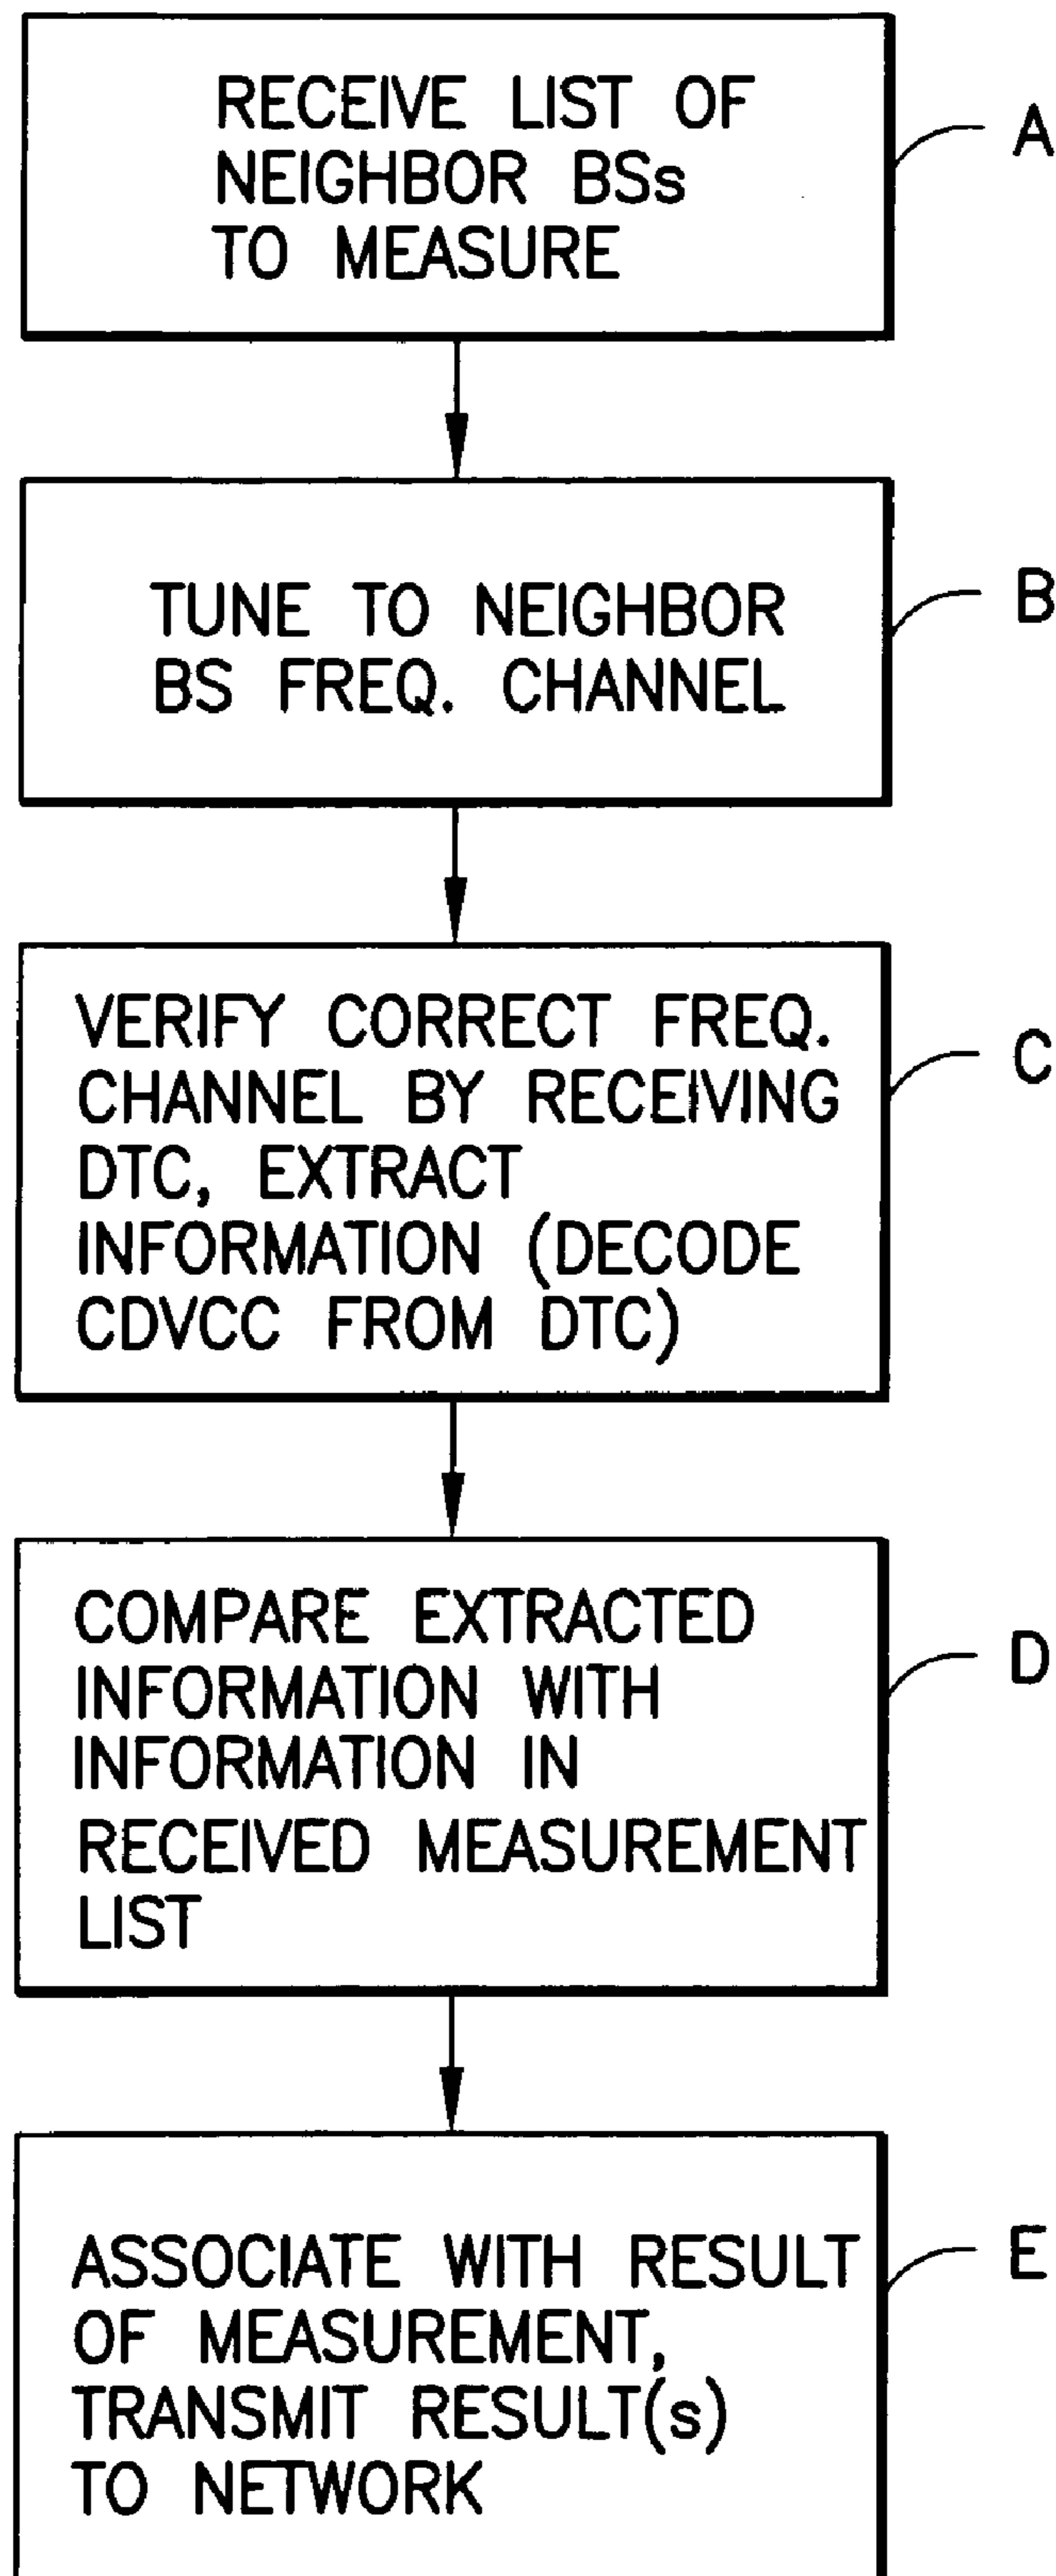 RECEIVE LIST OF
NEIGHBOR BSs
TO MEASURE
A
TUNE TO NEIGHBOR
BS FREQ. CHANNEL
B
VERIFY CORRECT FREQ.
CHANNEL BY RECEIVING
DTC, EXTRACT
INFORMATION (DECODE
CDVCC FROM DTC)
C
COMPARE EXTRACTED
INFORMATION WITH
INFORMATION IN
RECEIVED MEASUREMENT
LIST
D
ASSOCIATE WITH RESULT
OF MEASUREMENT,
TRANSMIT RESULT(s)
TO NETWORK
E